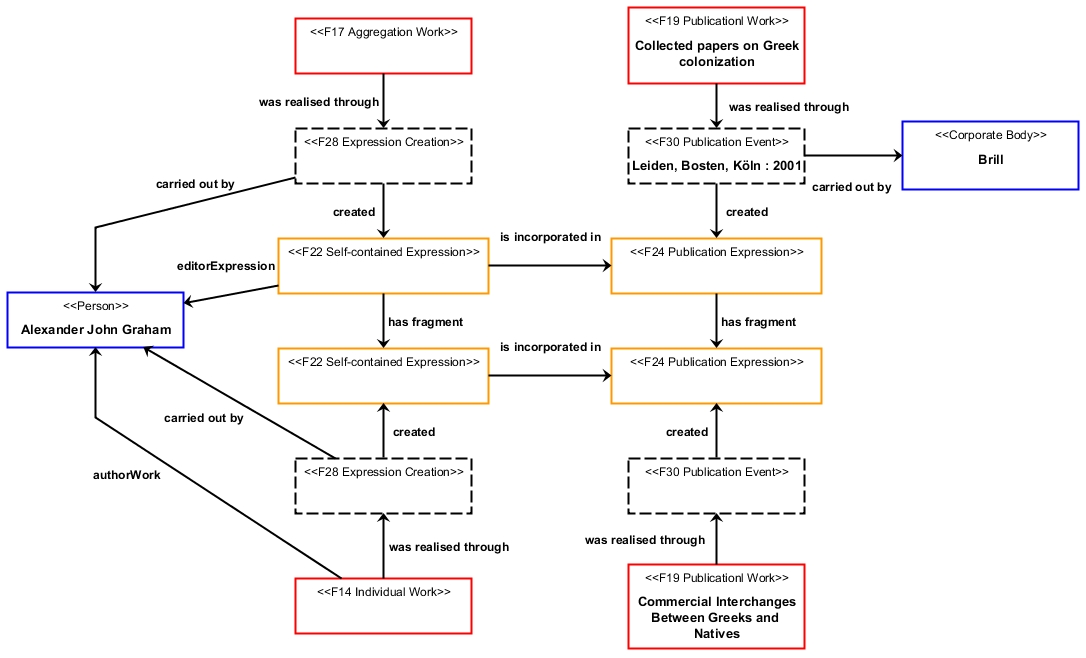 <<F17 Aggregation Work>>
<<F19 Publicationl Work>>
Collected papers on Greek
colonization
was realised through
was realised through
<<F28 Expression Creation>>
<<F30 Publication Event>>
Leiden, Bosten, Köln : 2001
<<Corporate Body>>
Brill
carried out by
carried out by
created
created
<<F22 Self-contained Expression>>
is incorporated in
<<F24 Publication Expression>>
editorExpression
<<Person>>
Alexander John Graham
has fragment
has fragment
<<F22 Self-contained Expression>>
is incorporated in
<<F24 Publication Expression>>
carried out by
created
created
authorWork
<<F28 Expression Creation>>
<<F30 Publication Event>>
was realised through
was realised through
<<F14 Individual Work>>
<<F19 Publicationl Work>>
Commercial Interchanges
Between Greeks and
Natives